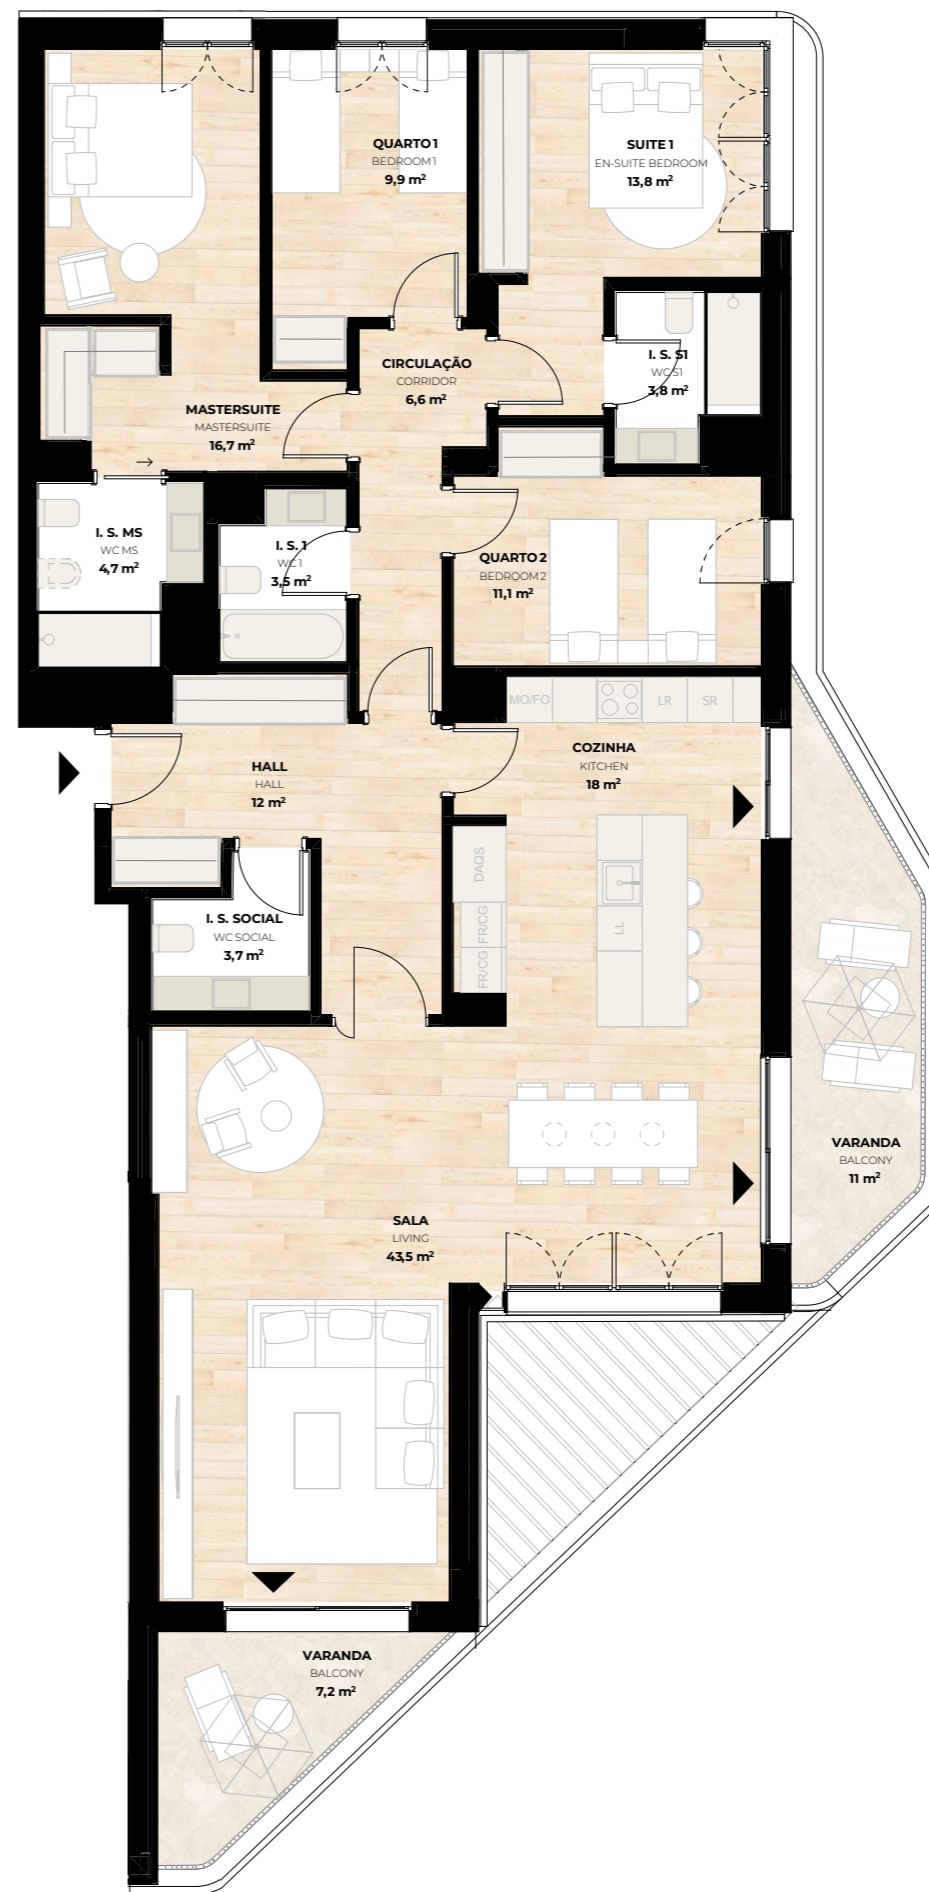 QUARTO 1
BEDROOM 1
9,9 m²
SUITE 1
EN-SUITE BEDROOM
13,8 m²
CIRCULAÇÃO
CORRIDOR
6,6 m²
I. S. S1
WC S1
3,8 m²
MASTERSUITE
MASTERSUITE
16,7 m²
I. S. MS
WC MS
4,7 m²
I. S. 1
WC 1
3,5 m²
QUARTO 2
BEDROOM 2
11,1 m²
MO/FO
LR
SR
HALL
HALL
12 m²
COZINHA
KITCHEN
18 m²
DAQS
FR/CG
FR/CG
LL
I. S. SOCIAL
WC SOCIAL
3,7 m²
VARANDA
BALCONY
11 m²
SALA
LIVING
43,5 m²
VARANDA
BALCONY
7,2 m²